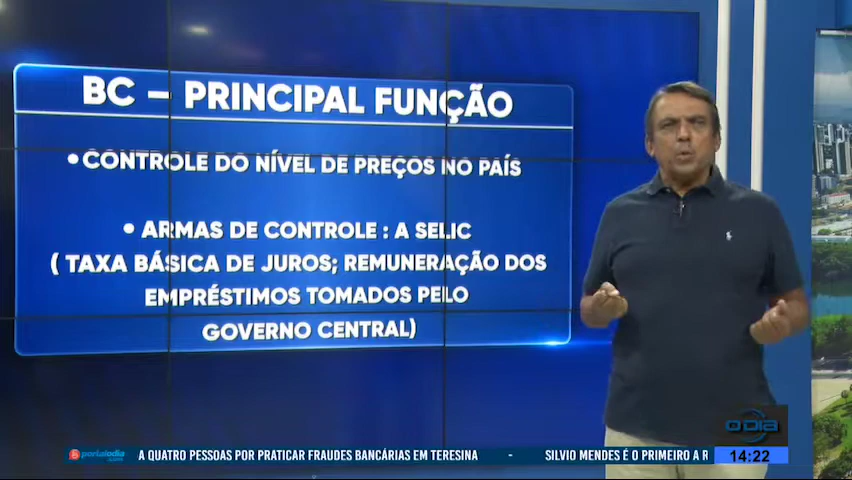 BC – PRINCIPAL FUNÇÃO
• CONTROLE DO NÍVEL DE PREÇOS NO PAÍS
• ARMAS DE CONTROLE : A SELIC
( TAXA BÁSICA DE JUROS; REMUNERAÇÃO DOS
EMPRÉSTIMOS TOMADOS PELO
GOVERNO CENTRAL)
O DIA
portalodia
A QUATRO PESSOAS POR PRATICAR FRAUDES BANCÁRIAS EM TERESINA - SILVIO MENDES É O PRIMEIRO A R
14:22